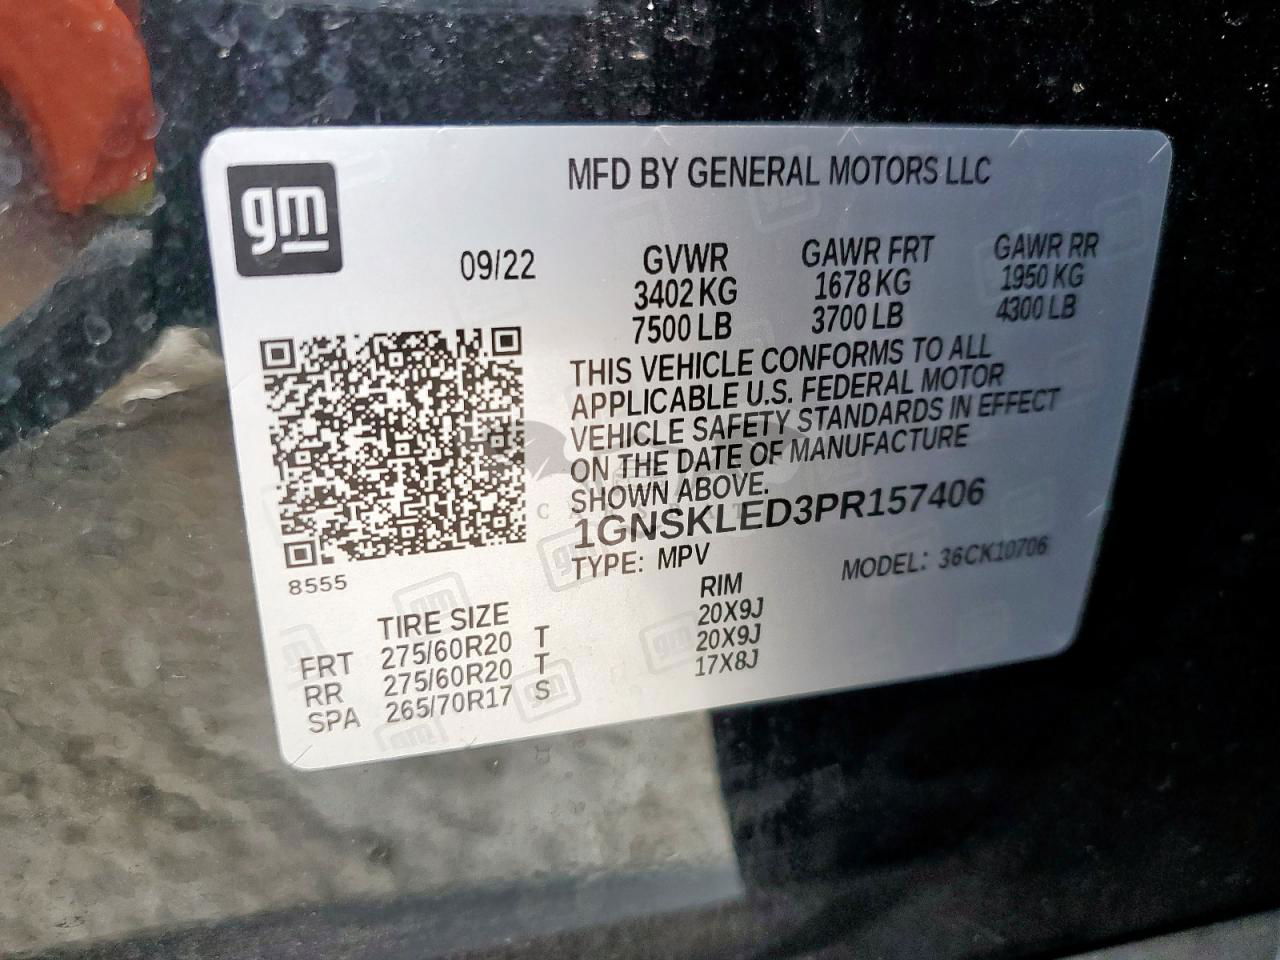 gm
MFD BY GENERAL MOTORS LLC
09/22
GVWR GAWR FRT GAWR RR
3402 KG 1678 KG 1950 KG
7500 LB 3700 LB 4300 LB
THIS VEHICLE CONFORMS TO ALL
APPLICABLE U.S. FEDERAL MOTOR
VEHICLE SAFETY STANDARDS IN EFFECT
ON THE DATE OF MANUFACTURE
SHOWN ABOVE.
1GNSKLED3PR157406
TYPE: MPV MODEL: 36CK10706
8555
TIRE SIZE RIM
FRT 275/60R20 T 20X9J
RR 275/60R20 T 20X9J
SPA 265/70R17 S 17X8J